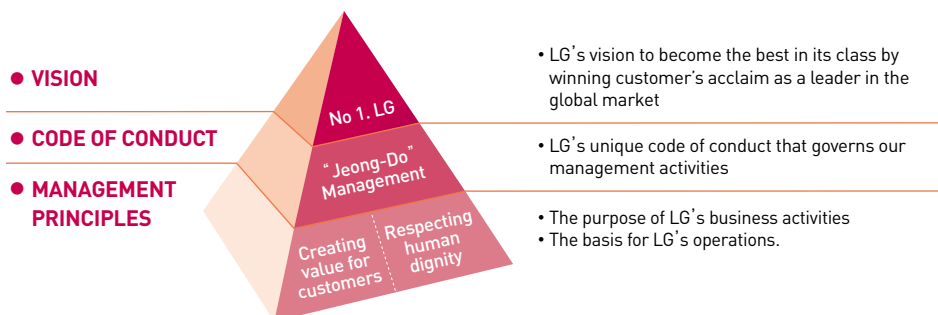 • VISION
No 1. LG
• LG's vision to become the best in its class by
winning customer's acclaim as a leader in the
global market
• CODE OF CONDUCT
“Jeong-Do”
Management
• LG's unique code of conduct that governs our
management activities
• MANAGEMENT
PRINCIPLES
Creating
value for
customers
Respecting
human
dignity
• The purpose of LG's business activities
• The basis for LG's operations.